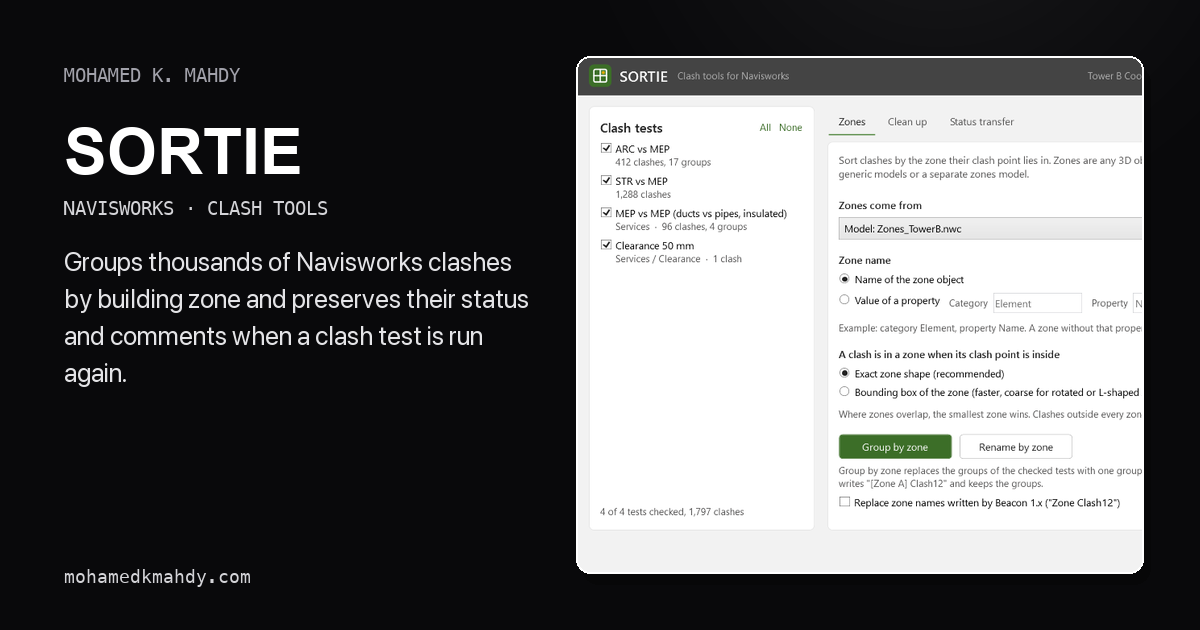 MOHAMED K. MAHDY
SORTIE
NAVISWORKS · CLASH TOOLS
Groups thousands of Navisworks clashes
by building zone and preserves their status
and comments when a clash test is run
again.
mohamedkmahdy.com
SORTIE Clash tools for Navisworks
Tower B
Clash tests All None
ARC vs MEP
412 clashes, 17 groups
STR vs MEP
1,288 clashes
MEP vs MEP (ducts vs pipes, insulated)
Services · 96 clashes, 4 groups
Clearance 50 mm
Services / Clearance · 1 clash
4 of 4 tests checked, 1,797 clashes
Zones Clean up Status transfer
Sort clashes by the zone their clash point lies in. Zones are any 3D
generic models or a separate zones model.
Zones come from
Model: Zones_TowerB.nwc
Zone name
Name of the zone object
Value of a property Category Element Property
Example: category Element, property Name. A zone without that
A clash is in a zone when its clash point is inside
Exact zone shape (recommended)
Bounding box of the zone (faster, coarse for rotated or L-shaped
Where zones overlap, the smallest zone wins. Clashes outside every
Group by zone Rename by zone
Group by zone replaces the groups of the checked tests with one group
writes "[Zone A] Clash12" and keeps the groups.
Replace zone names written by Beacon 1.x ("Zone Clash12")